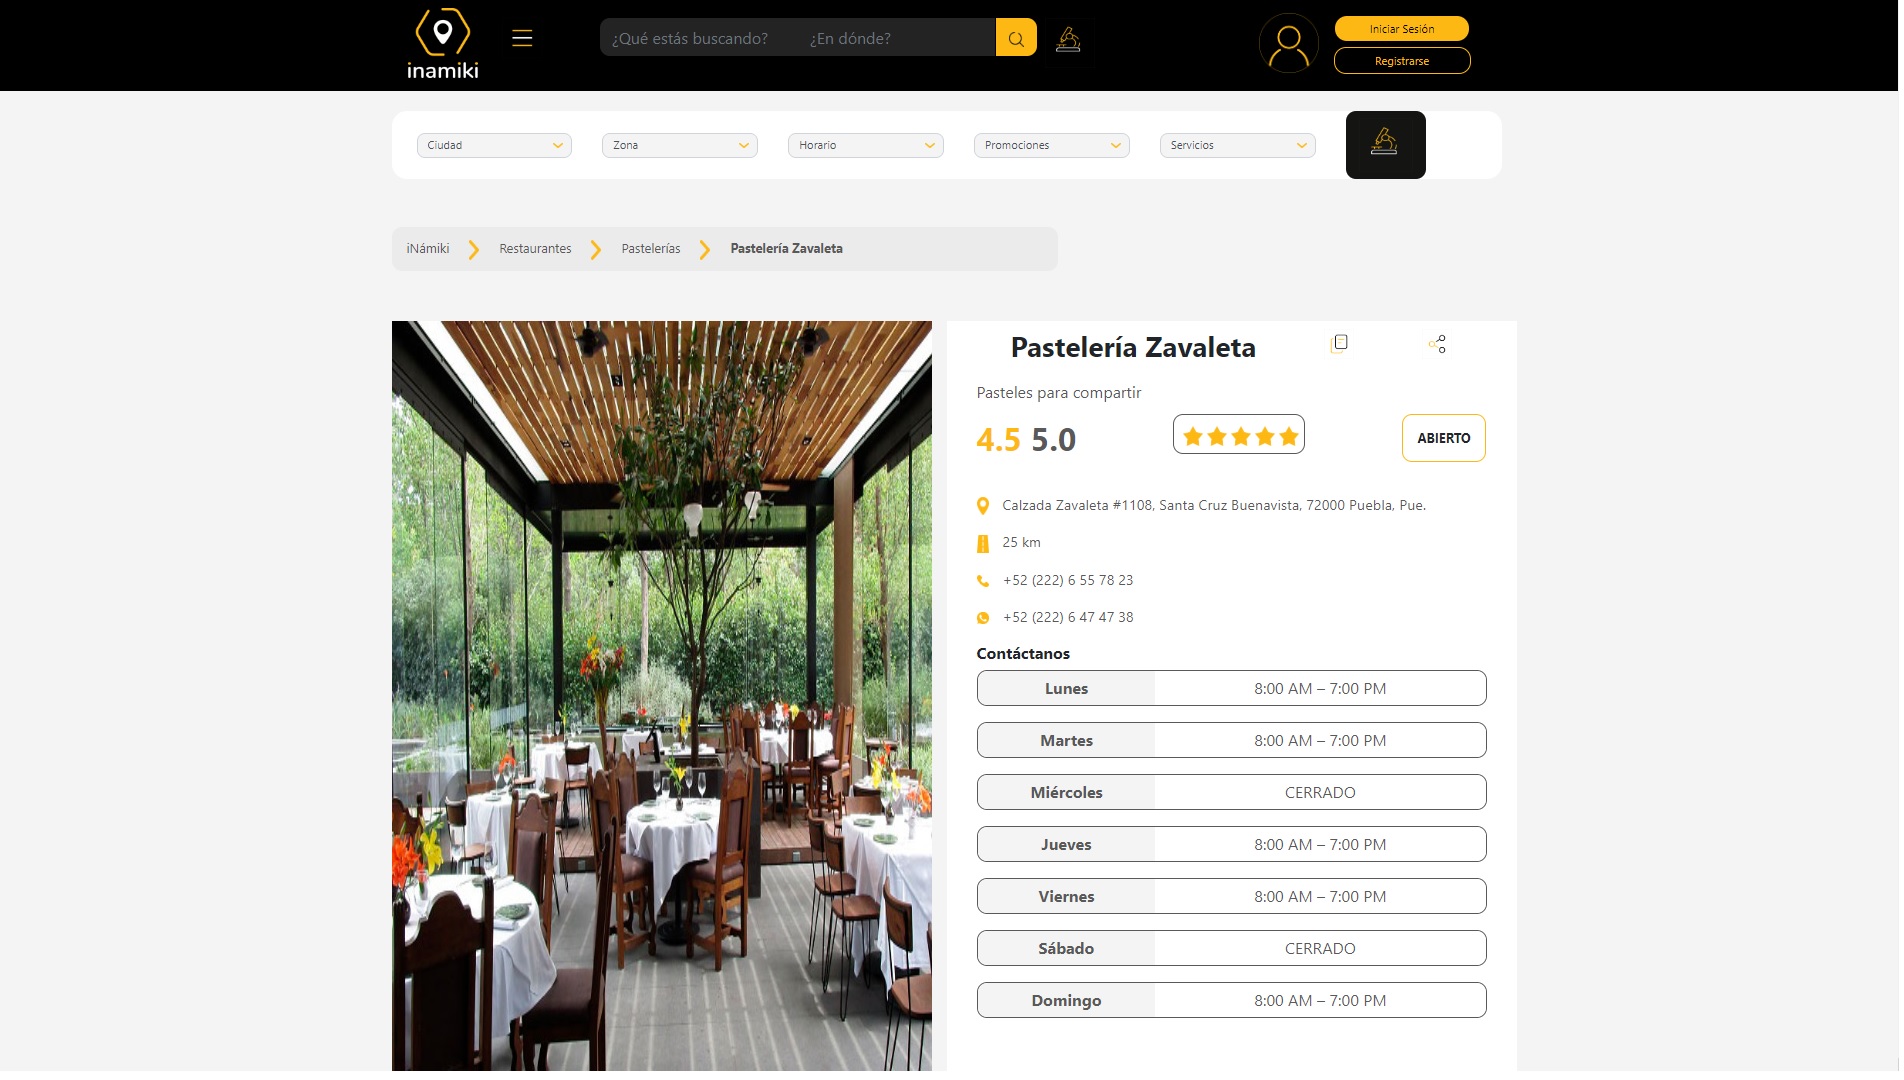 inamiki
¿Qué estás buscando? ¿En dónde?
Iniciar Sesión
Registrarse
Ciudad Zona Horario Promociones Servicios
iNámiki Restaurantes Pastelerías Pastelería Zavaleta
Pastelería Zavaleta
Pasteles para compartir
4.5 5.0
ABIERTO
Calzada Zavaleta #1108, Santa Cruz Buenavista, 72000 Puebla, Pue.
25 km
+52 (222) 6 55 78 23
+52 (222) 6 47 47 38
Contáctanos
Lunes 8:00 AM – 7:00 PM
Martes 8:00 AM – 7:00 PM
Miércoles CERRADO
Jueves 8:00 AM – 7:00 PM
Viernes 8:00 AM – 7:00 PM
Sábado CERRADO
Domingo 8:00 AM – 7:00 PM